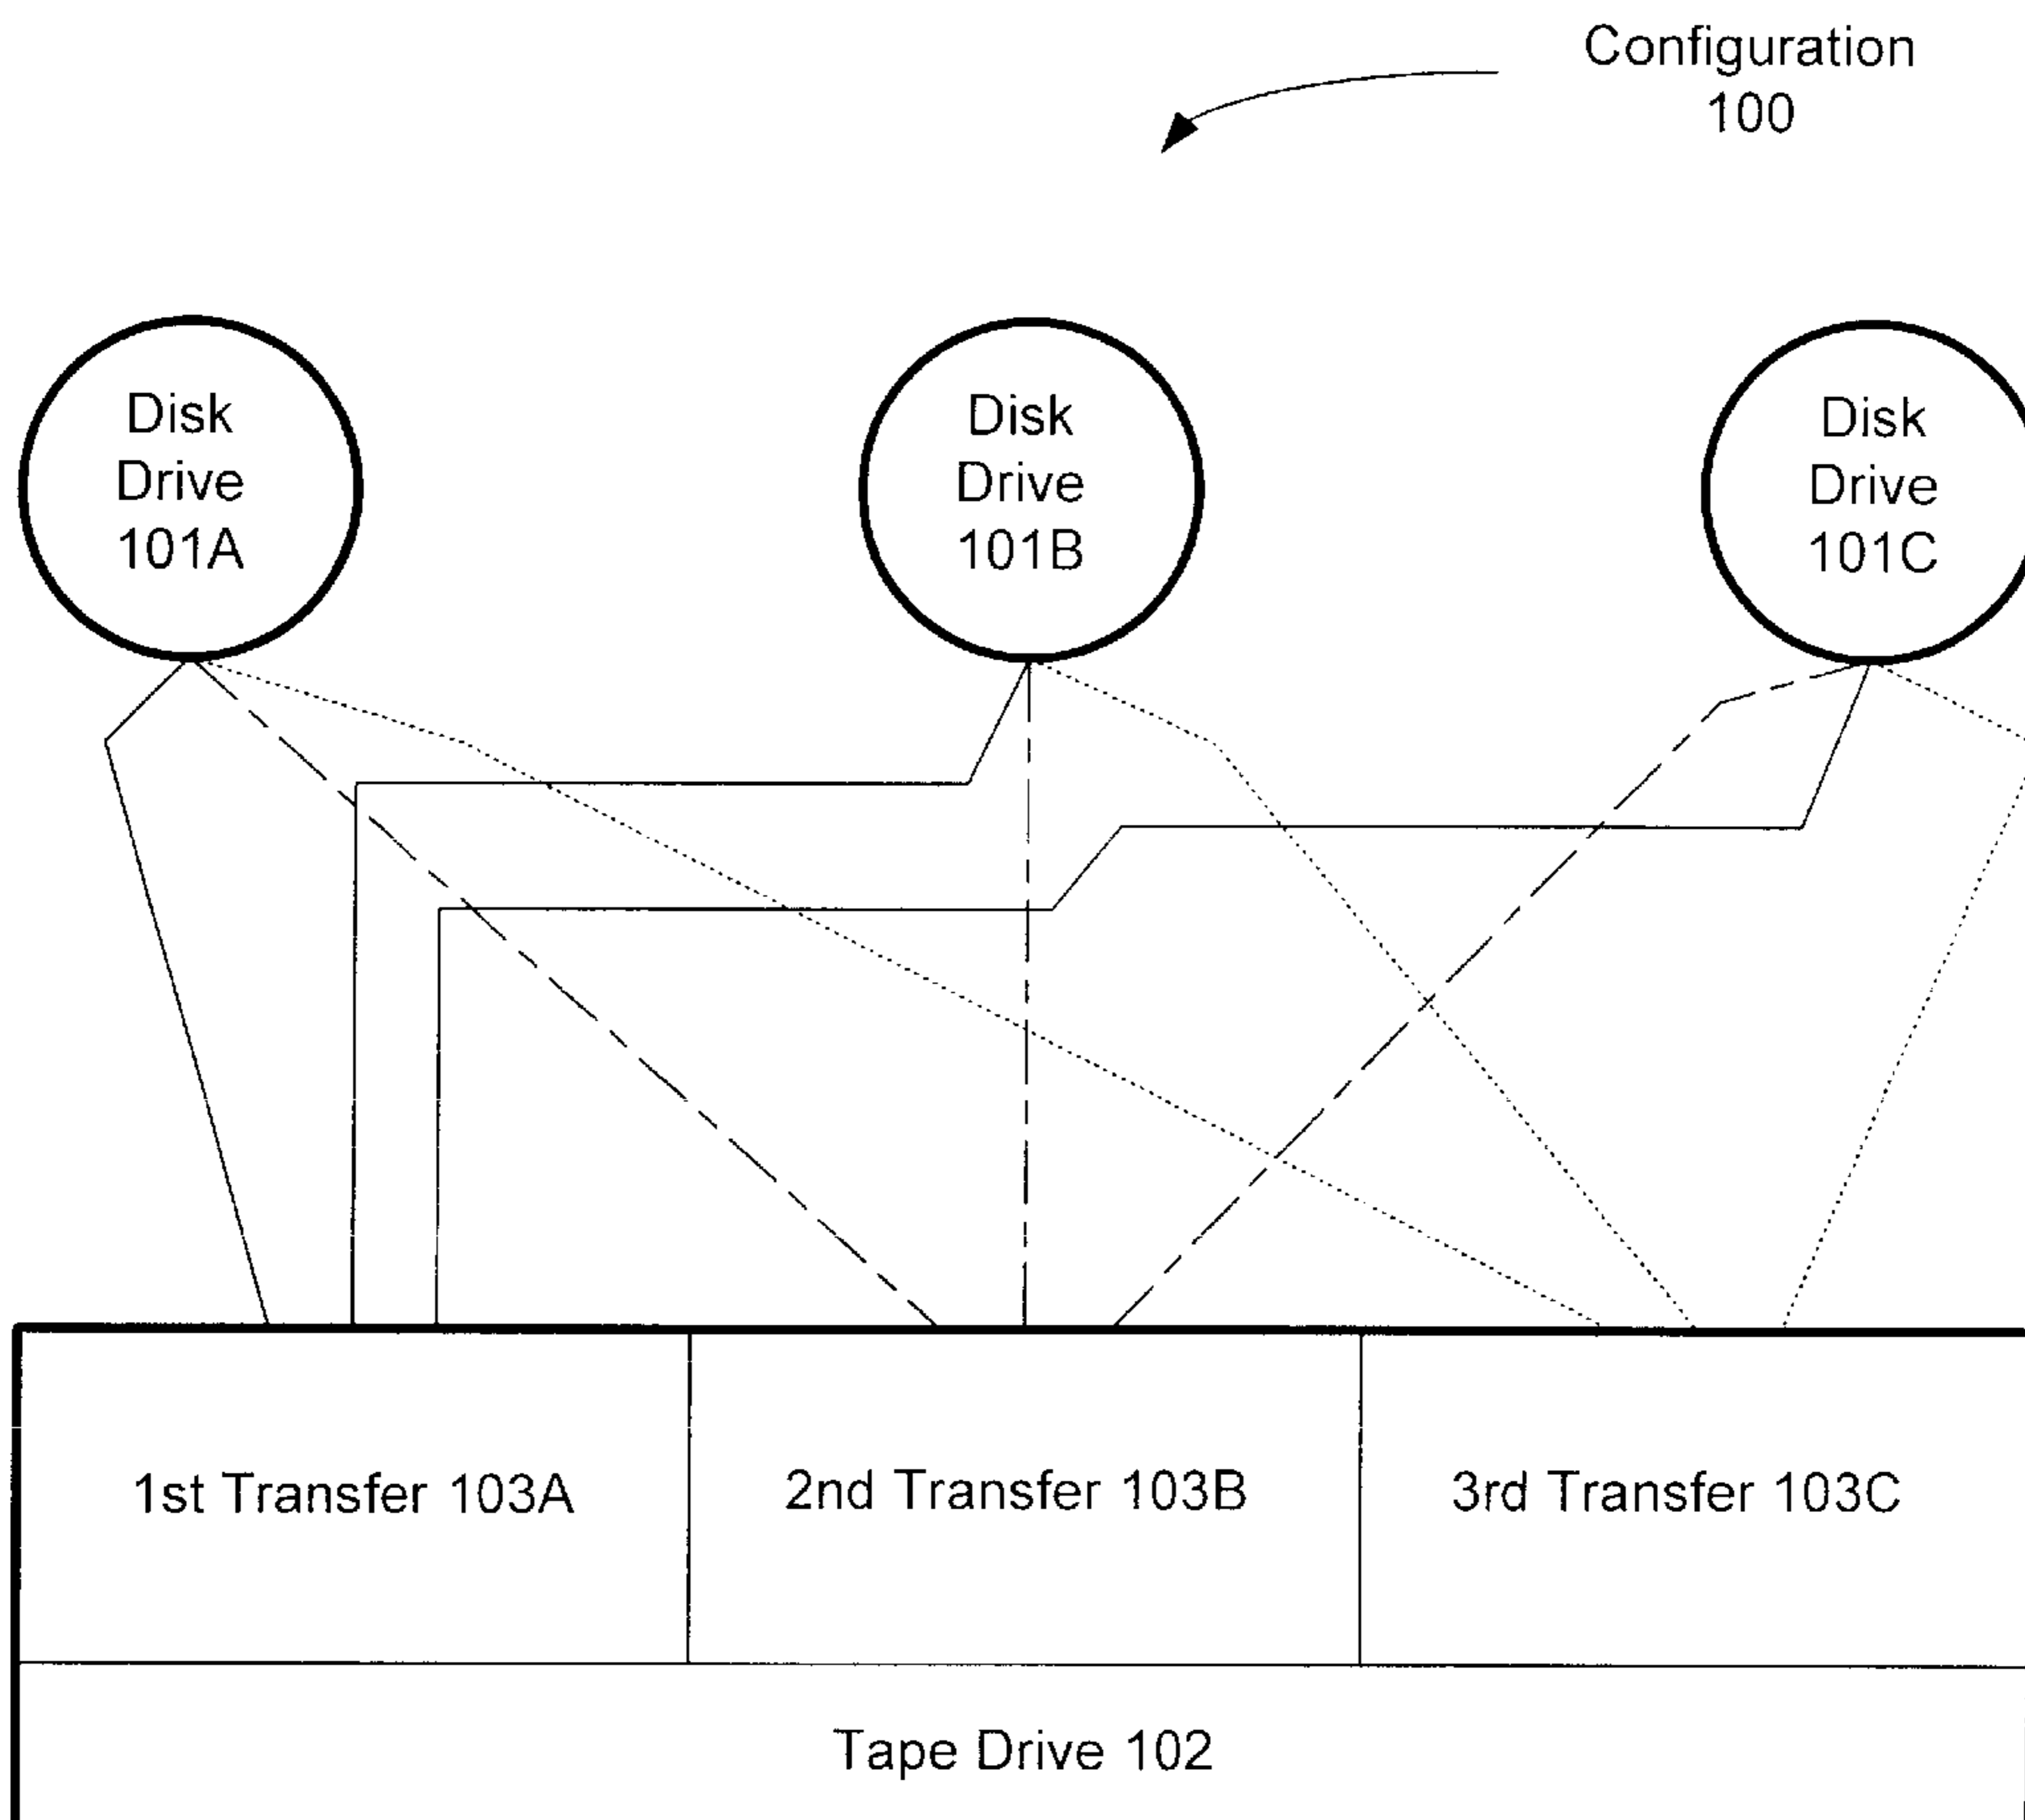 Configuration
100
Disk
Drive
101A
Disk
Drive
101B
Disk
Drive
101C
1st Transfer 103A
2nd Transfer 103B
3rd Transfer 103C
Tape Drive 102